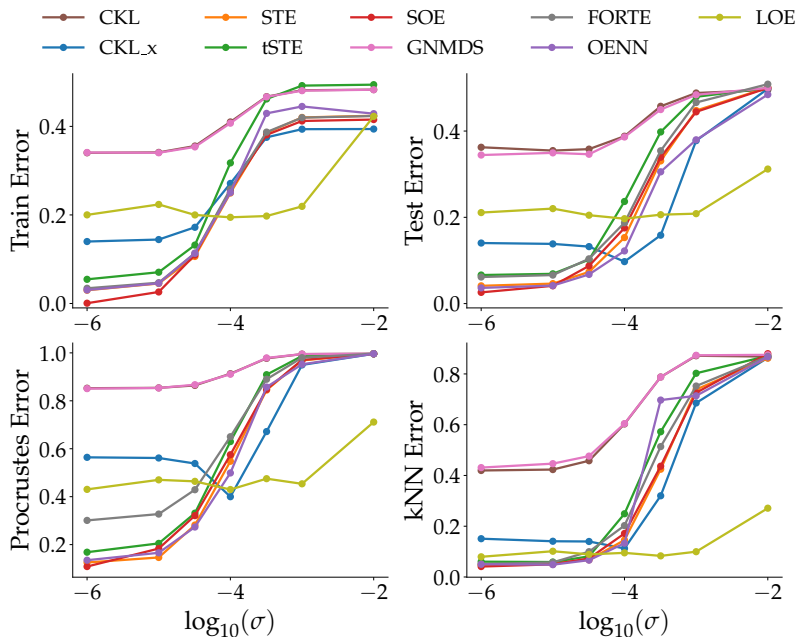 CKL STE SOE FORTE LOE
CKL_x tSTE GNMDS OENN
Train Error
0.4
0.2
0.0
−6 −4 −2
Test Error
0.4
0.2
0.0
−6 −4 −2
Procrustes Error
1.0
0.8
0.6
0.4
0.2
−6 −4 −2
log₁₀(σ)
kNN Error
0.8
0.6
0.4
0.2
0.0
−6 −4 −2
log₁₀(σ)